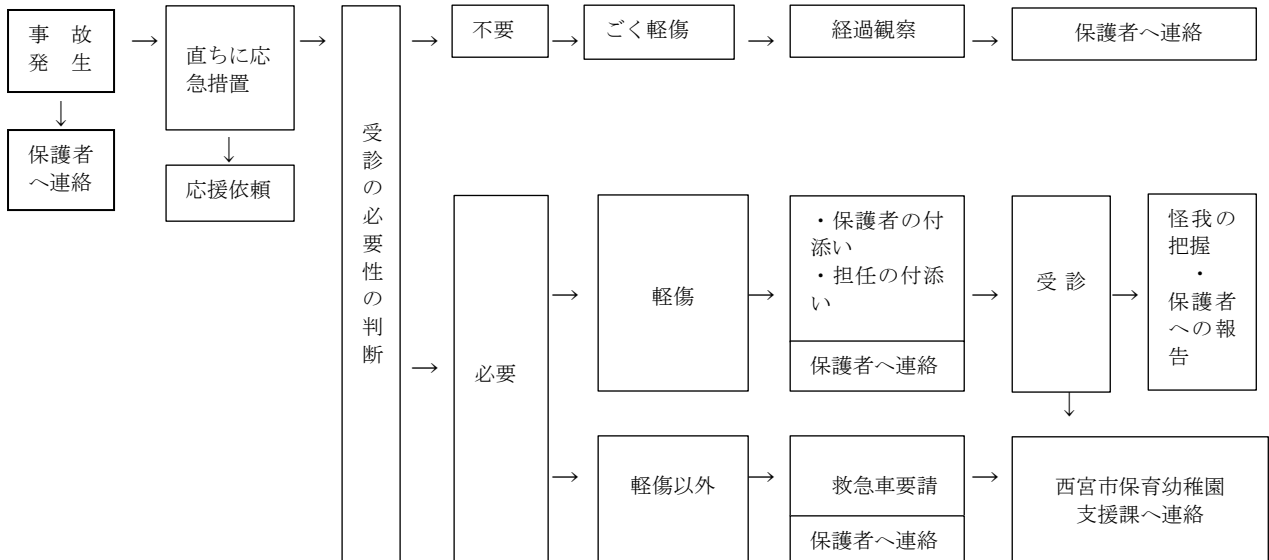 事 故
発 生
保護者
へ連絡
直ちに応
急措置
応援依頼
受診の必要性の判断
不要
ごく軽傷
経過観察
保護者へ連絡
必要
軽傷
・保護者の付
添い
・担任の付添
い
保護者へ連絡
受 診
怪我の
把握
・
保護者
への報
告
軽傷以外
救急車要請
保護者へ連絡
西宮市保育幼稚園
支援課へ連絡